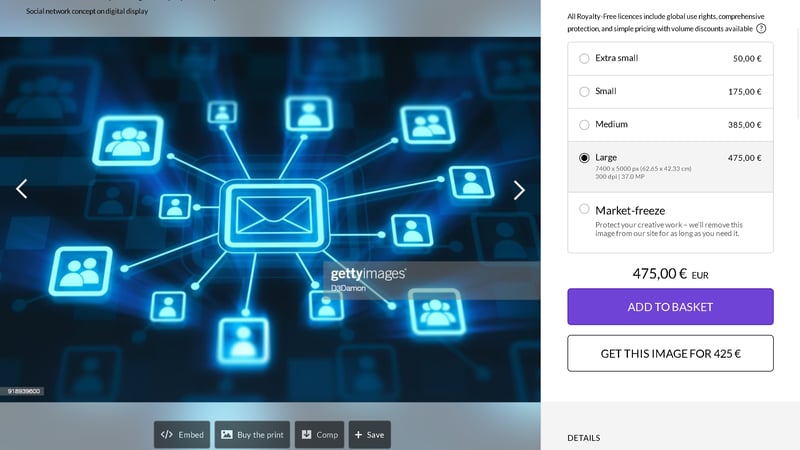 Social network concept on digital display
gettyimages®
D3Damon
918939600
</> Embed
Buy the print
Comp
+ Save
All Royalty-Free licences include global use rights, comprehensive
protection, and simple pricing with volume discounts available ?
Extra small 50,00 €
Small 175,00 €
Medium 385,00 €
Large 475,00 €
7400 x 5000 px (62.65 x 42.33 cm)
300 dpi | 37.0 MP
Market-freeze
Protect your creative work – we'll remove this
image from our site for as long as you need it.
475,00 € EUR
ADD TO BASKET
GET THIS IMAGE FOR 425 €
DETAILS